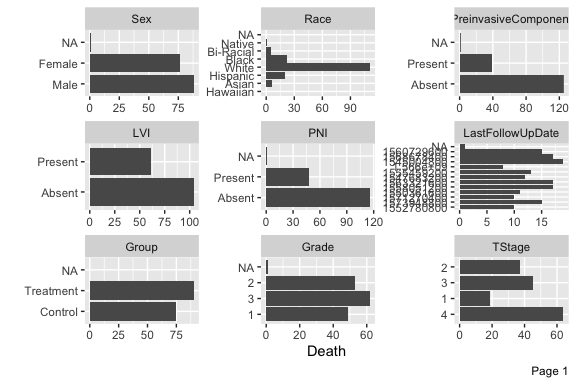 Sex
NA
Female
Male
0 25 50 75
Race
NA
Native
Bi-Racial
Black
White
Hispanic
Asian
Hawaiian
0 30 60 90
PreinvasiveComponent
NA
Present
Absent
0 40 80 120
LVI
Present
Absent
0 25 50 75 100
PNI
NA
Present
Absent
0 30 60 90 120
LastFollowUpDate
NA
1560729600
152780800
0 5 10 15
Group
NA
Treatment
Control
0 25 50 75
Grade
NA
2
3
1
0 20 40 60
TStage
2
3
1
4
0 20 40 60
Death
Page 1